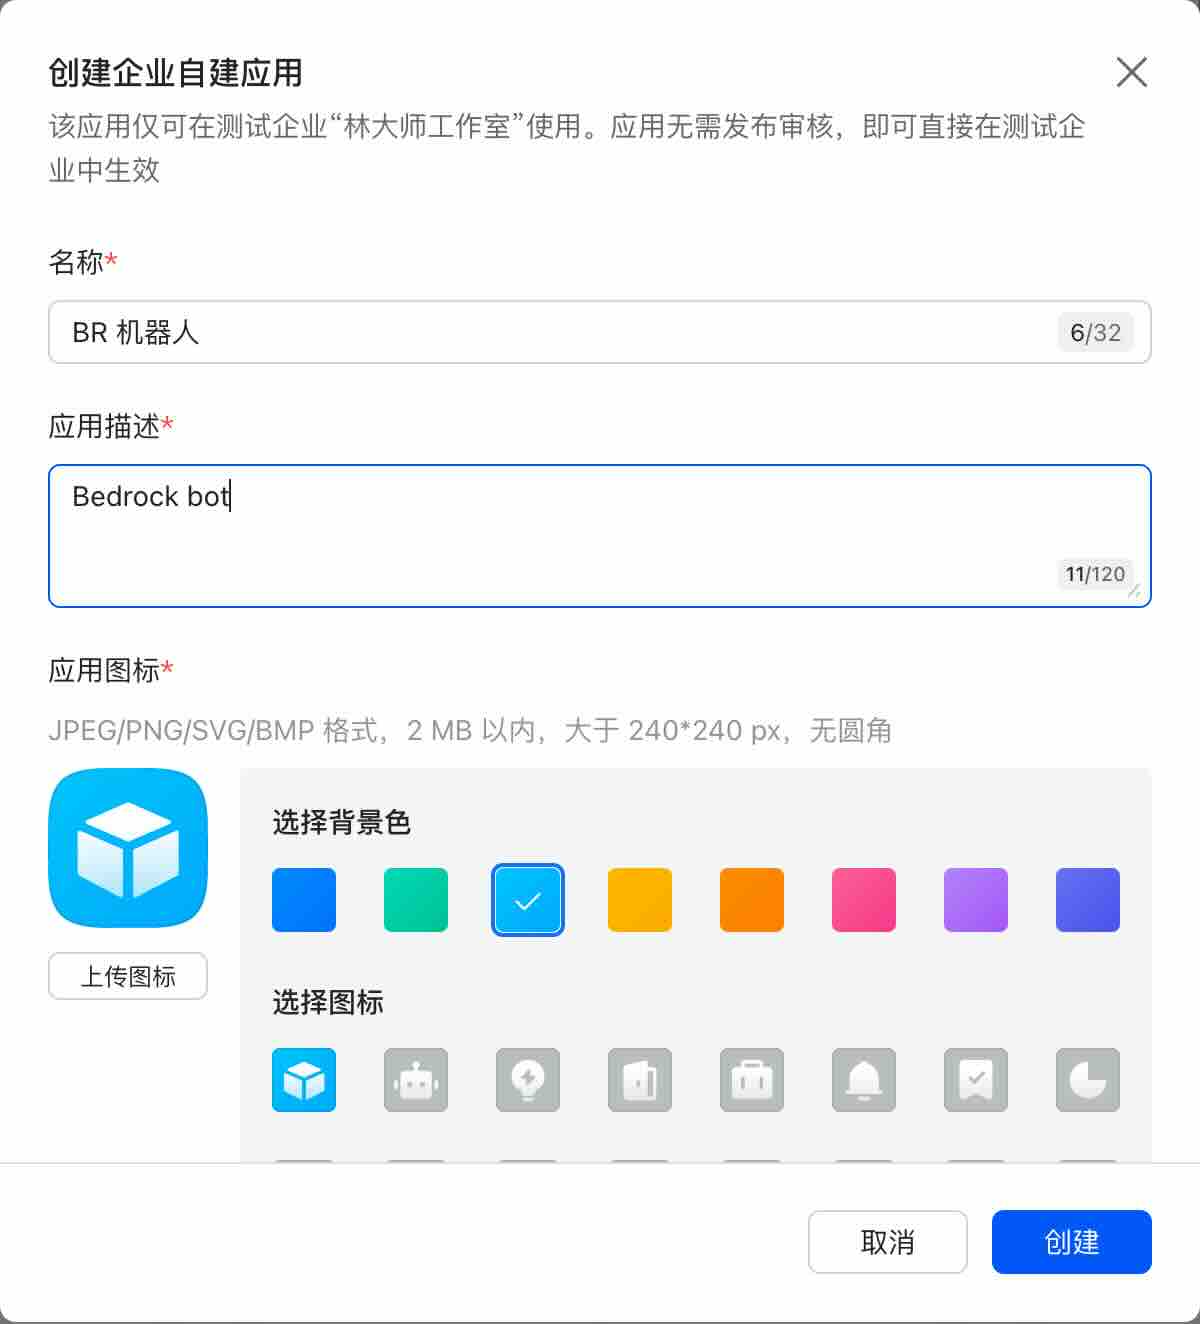 创建企业自建应用
该应用仅可在测试企业“林大师工作室”使用。应用无需发布审核，即可直接在测试企
业中生效
名称*
BR 机器人
6/32
应用描述*
Bedrock bot
11/120
应用图标*
JPEG/PNG/SVG/BMP 格式，2 MB 以内，大于 240*240 px，无圆角
选择背景色
上传图标
选择图标
取消
创建